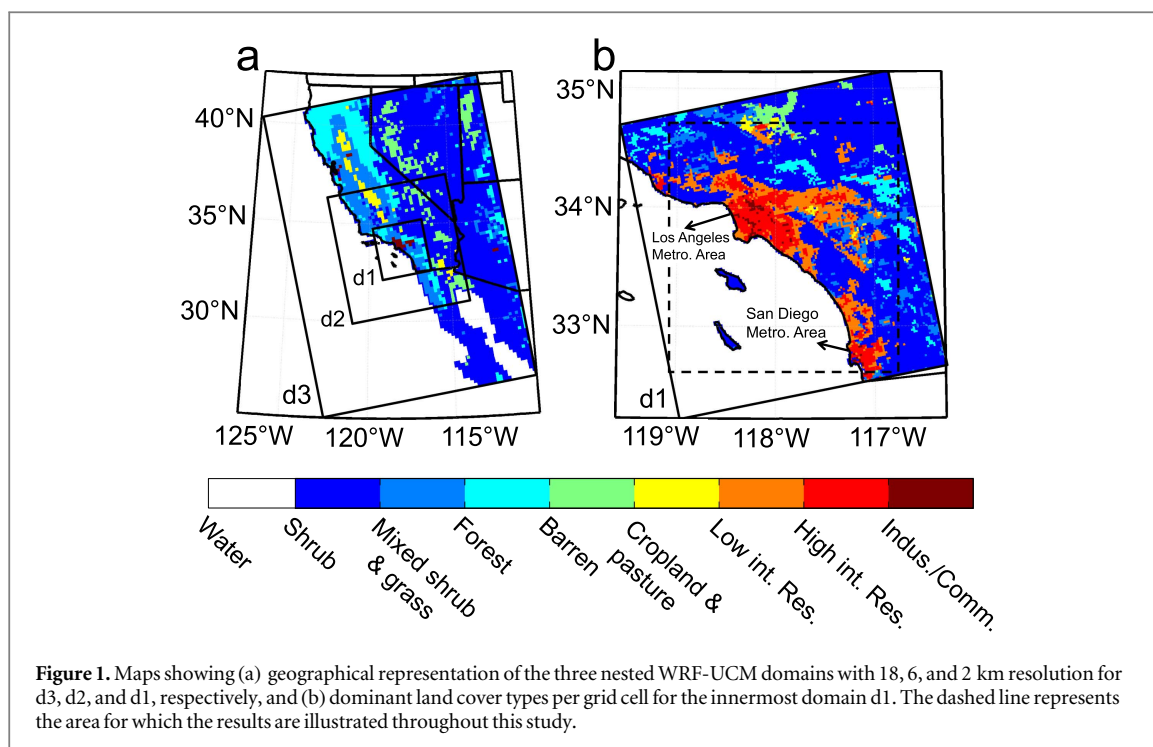 a
b
40°N
35°N
30°N
d1
d2
d3
125°W
120°W
115°W
35°N
34°N
33°N
Los Angeles
Metro. Area
San Diego
Metro. Area
d1
119°W
118°W
117°W
Water
Shrub
Mixed shrub
& grass
Forest
Barren
Cropland &
pasture
Low int. Res.
High int. Res.
Indus./Comm.
Figure 1. Maps showing (a) geographical representation of the three nested WRF-UCM domains with 18, 6, and 2 km resolution for
d3, d2, and d1, respectively, and (b) dominant land cover types per grid cell for the innermost domain d1. The dashed line represents
the area for which the results are illustrated throughout this study.